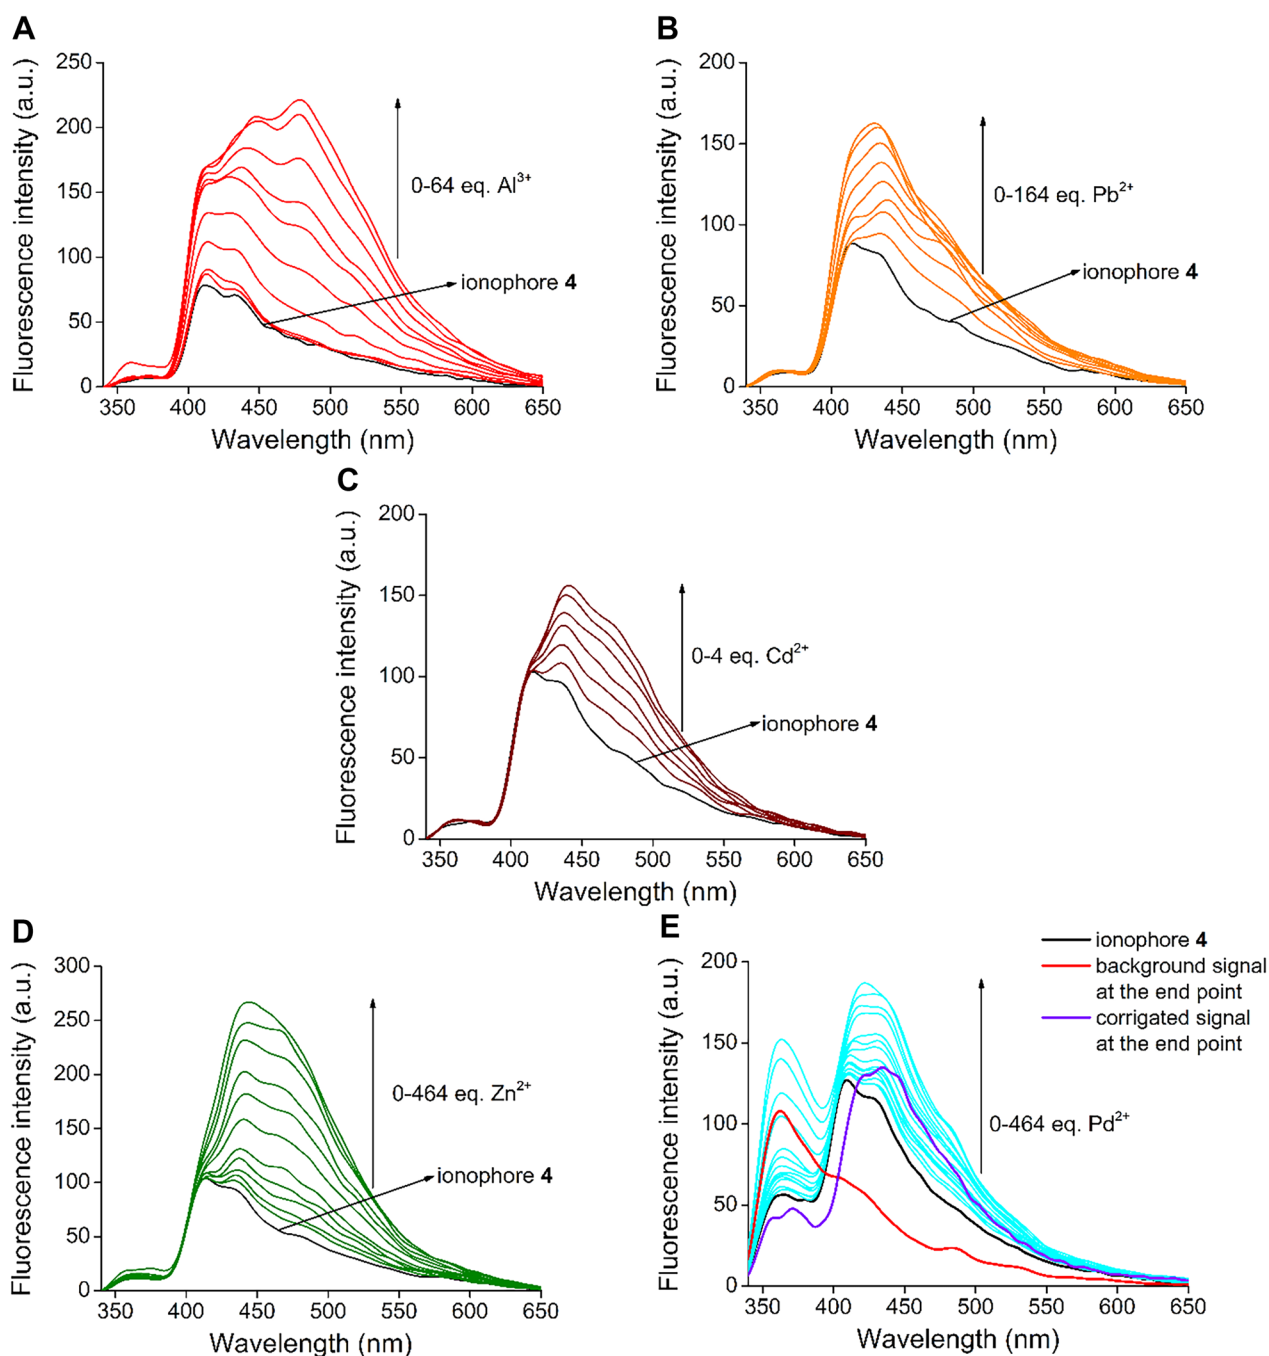 A
Fluorescence intensity (a.u.)
250
200
150
100
50
0
350 400 450 500 550 600 650
Wavelength (nm)
0-64 eq. Al³⁺
ionophore 4
B
Fluorescence intensity (a.u.)
200
150
100
50
0
350 400 450 500 550 600 650
Wavelength (nm)
0-164 eq. Pb²⁺
ionophore 4
C
Fluorescence intensity (a.u.)
200
150
100
50
0
350 400 450 500 550 600 650
Wavelength (nm)
0-4 eq. Cd²⁺
ionophore 4
D
Fluorescence intensity (a.u.)
300
250
200
150
100
50
0
350 400 450 500 550 600 650
Wavelength (nm)
0-464 eq. Zn²⁺
ionophore 4
E
Fluorescence intensity (a.u.)
200
150
100
50
0
350 400 450 500 550 600 650
Wavelength (nm)
ionophore 4
background signal
at the end point
corrigated signal
at the end point
0-464 eq. Pd²⁺